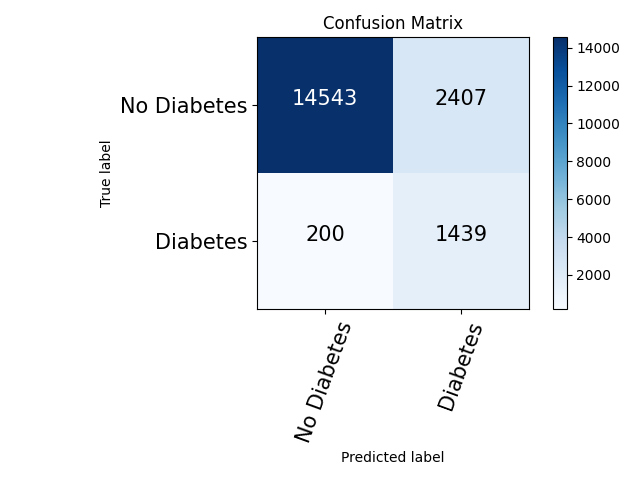 Confusion Matrix
No Diabetes
14543
2407
True label
Diabetes
200
1439
14000
12000
10000
8000
6000
4000
2000
No Diabetes
Diabetes
Predicted label